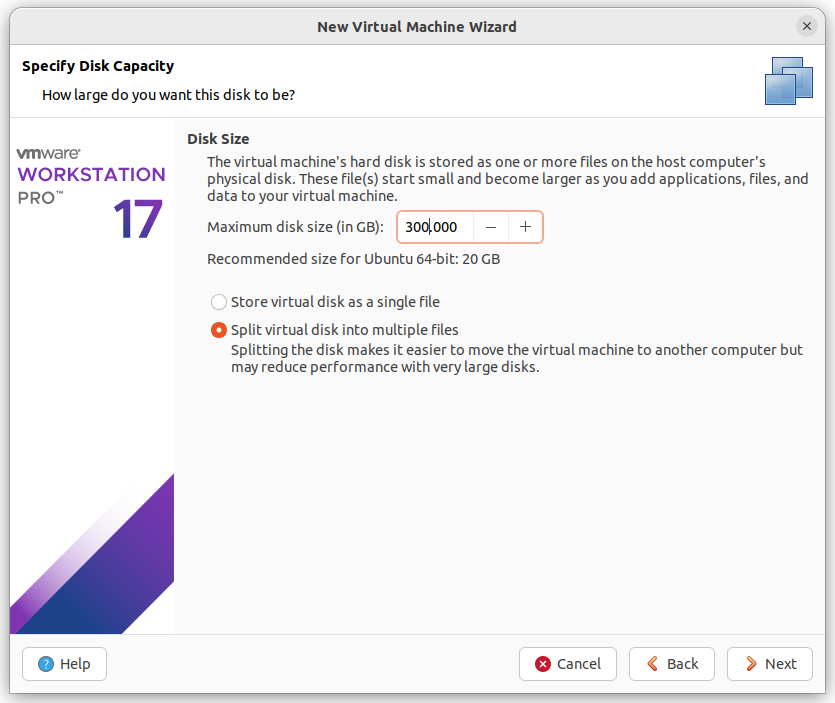 New Virtual Machine Wizard
Specify Disk Capacity
How large do you want this disk to be?
vmware®
WORKSTATION
PRO™
17
Disk Size
The virtual machine's hard disk is stored as one or more files on the host computer's
physical disk. These file(s) start small and become larger as you add applications, files, and
data to your virtual machine.
Maximum disk size (in GB): 300.000 − +
Recommended size for Ubuntu 64-bit: 20 GB
Store virtual disk as a single file
Split virtual disk into multiple files
Splitting the disk makes it easier to move the virtual machine to another computer but
may reduce performance with very large disks.
? Help Cancel Back Next